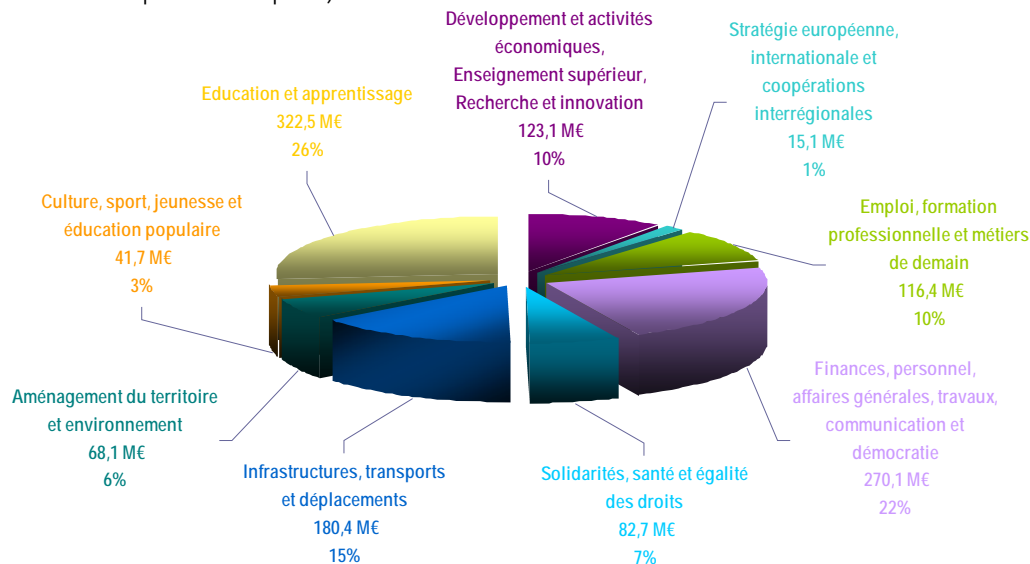 Développement et activités
économiques,
Enseignement supérieur,
Recherche et innovation
123,1 M€
10%
Stratégie européenne,
internationale et
coopérations
interrégionales
15,1 M€
1%
Emploi, formation
professionnelle et métiers
de demain
116,4 M€
10%
Finances, personnel,
affaires générales, travaux,
communication et
démocratie
270,1 M€
22%
Solidarités, santé et égalité
des droits
82,7 M€
7%
Infrastructures, transports
et déplacements
180,4 M€
15%
Aménagement du territoire
et environnement
68,1 M€
6%
Culture, sport, jeunesse et
éducation populaire
41,7 M€
3%
Education et apprentissage
322,5 M€
26%